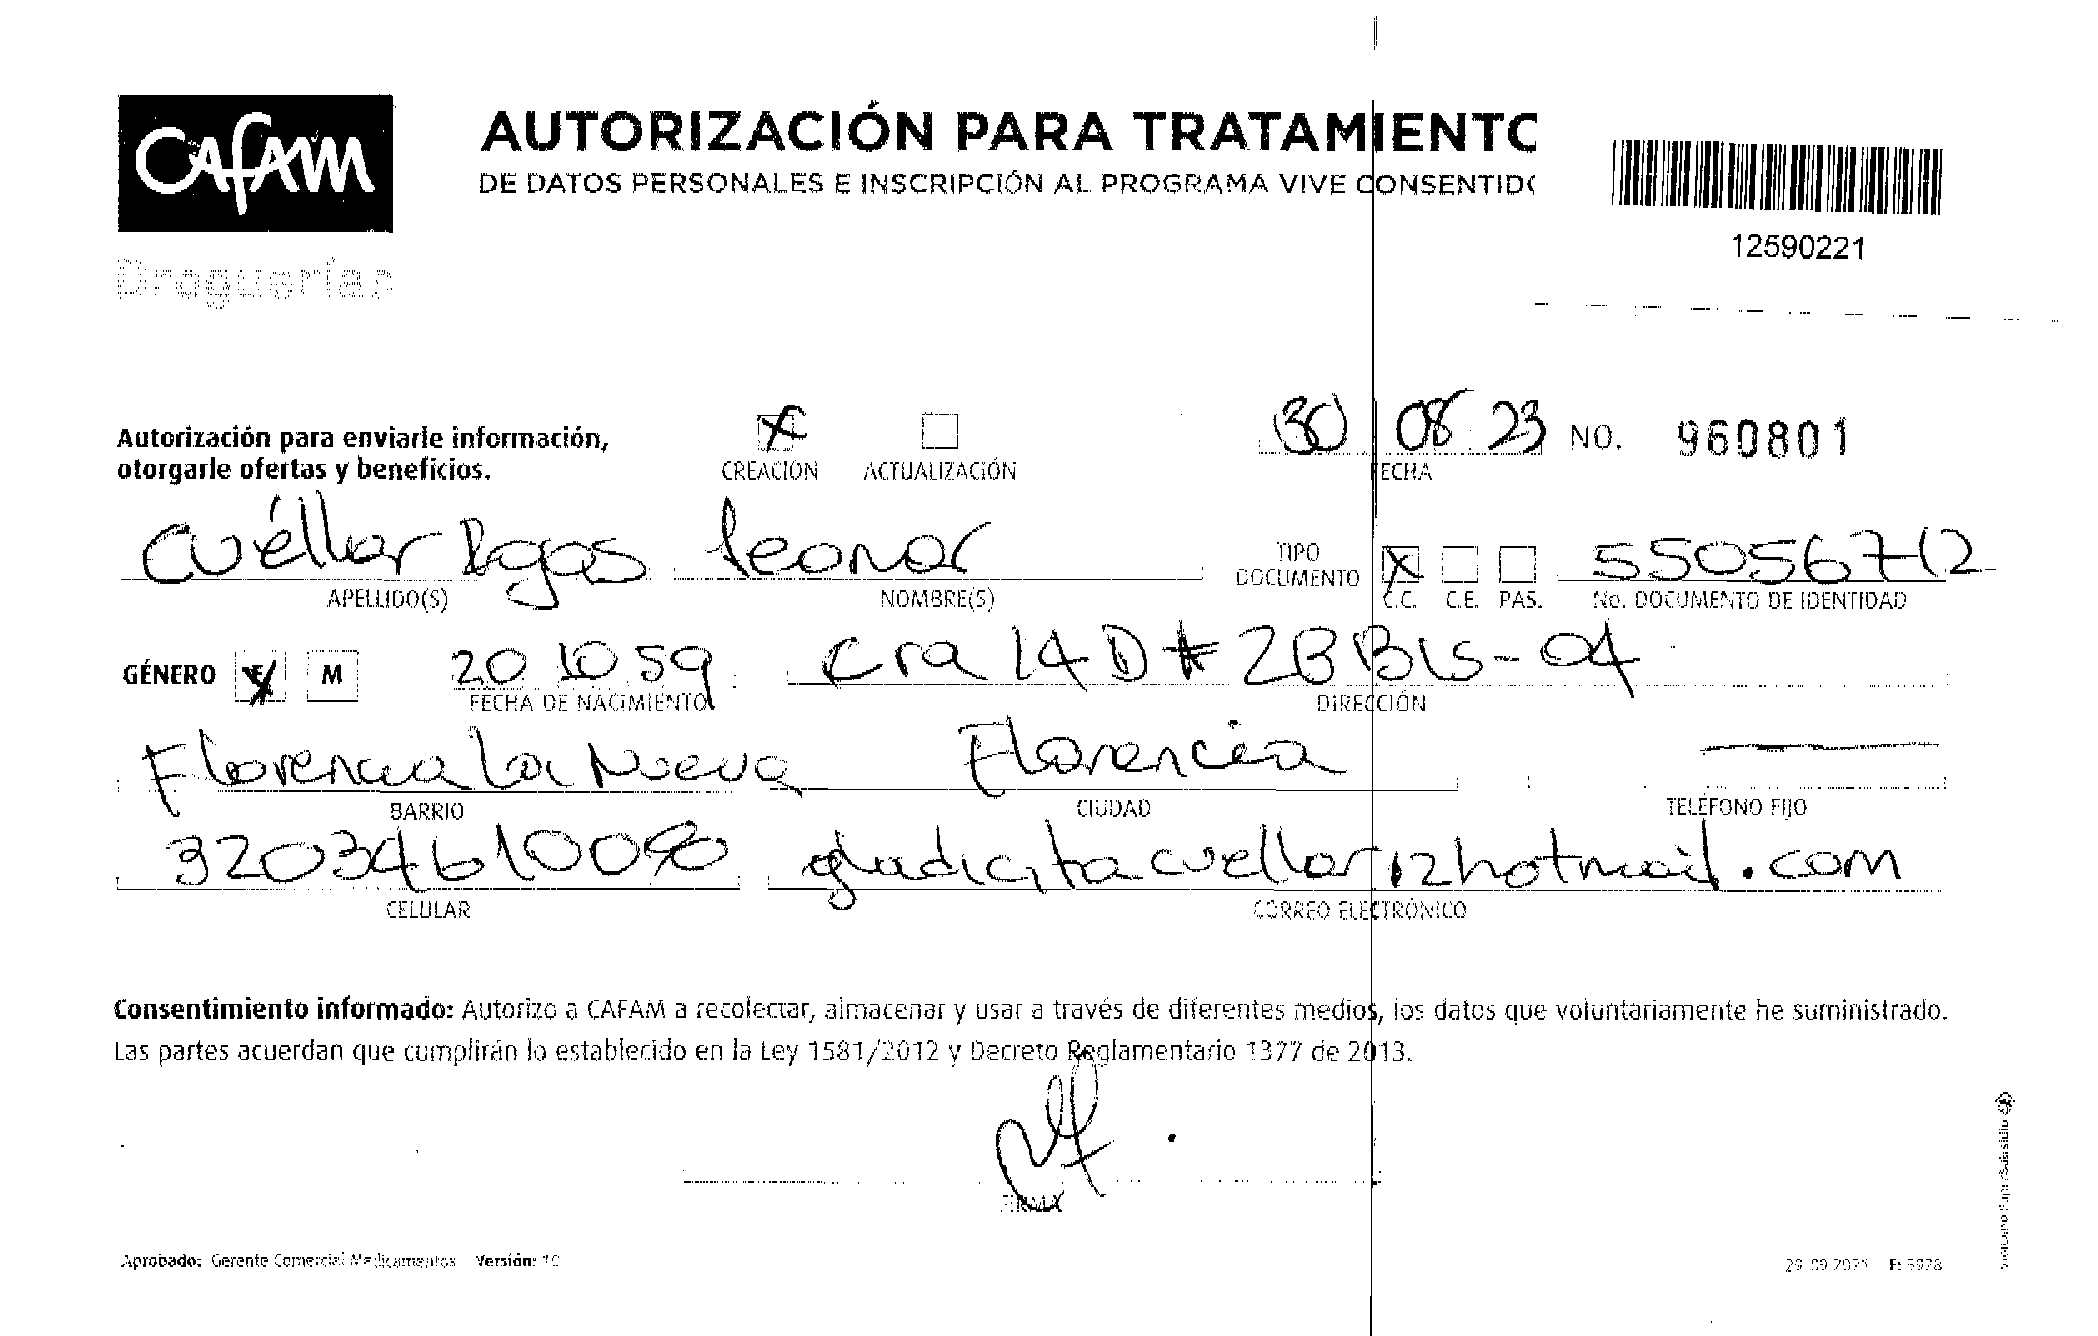 CAFAM
Droguerías
AUTORIZACIÓN PARA TRATAMIENTO
DE DATOS PERSONALES E INSCRIPCIÓN AL PROGRAMA VIVE CONSENTIDO
12590221
Autorización para enviarle información,
otorgarle ofertas y beneficios.
X CREACIÓN ACTUALIZACIÓN
30 08 23 NO. 960801
FECHA
Cuéllar Rojas Leonor
APELLIDO(S) NOMBRE(S)
TIPO DOCUMENTO X C.C. C.E. PAS. 55056712
No. DOCUMENTO DE IDENTIDAD
GÉNERO F M 20 10 59 cra 14 D # 2B Bis - 04
FECHA DE NACIMIENTO DIRECCIÓN
Florencia La Nueva Florencia
BARRIO CIUDAD TELÉFONO FIJO
gladicitacuellar12hotmail.com
CELULAR CORREO ELECTRÓNICO
Consentimiento informado: Autorizo a CAFAM a recolectar, almacenar y usar a través de diferentes medios, los datos que voluntariamente he suministrado.
Las partes acuerdan que cumplirán lo establecido en la Ley 1581/2012 y Decreto Reglamentario 1377 de 2013.
FIRMA
Aprobado: Gerente Comercial Medicamentos Versión: 10